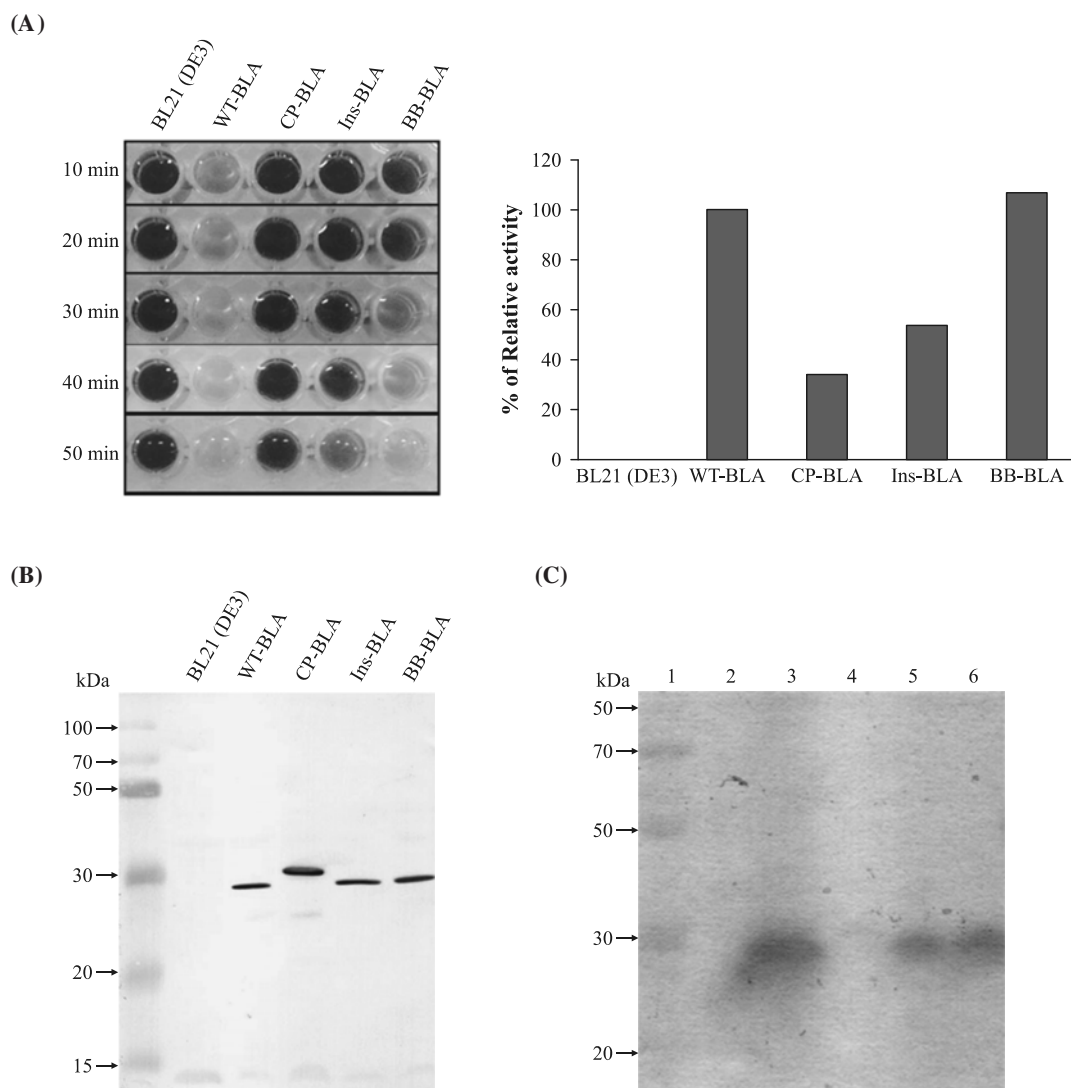 (A)
BL21 (DE3)
WT-BLA
CP-BLA
Ins-BLA
BB-BLA
10 min
20 min
30 min
40 min
50 min
% of Relative activity
120
100
80
60
40
20
0
BL21 (DE3) WT-BLA CP-BLA Ins-BLA BB-BLA
(B)
BL21 (DE3)
WT-BLA
CP-BLA
Ins-BLA
BB-BLA
kDa
100
70
50
30
20
15
(C)
kDa 1 2 3 4 5 6
50
70
50
30
20